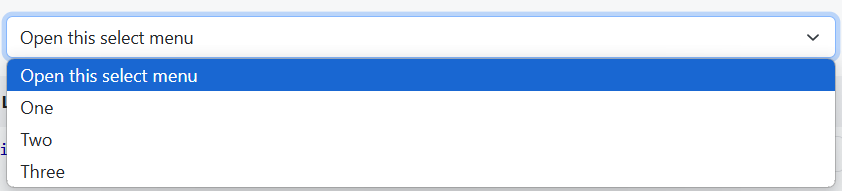 Open this select menu
Open this select menu
One
Two
Three